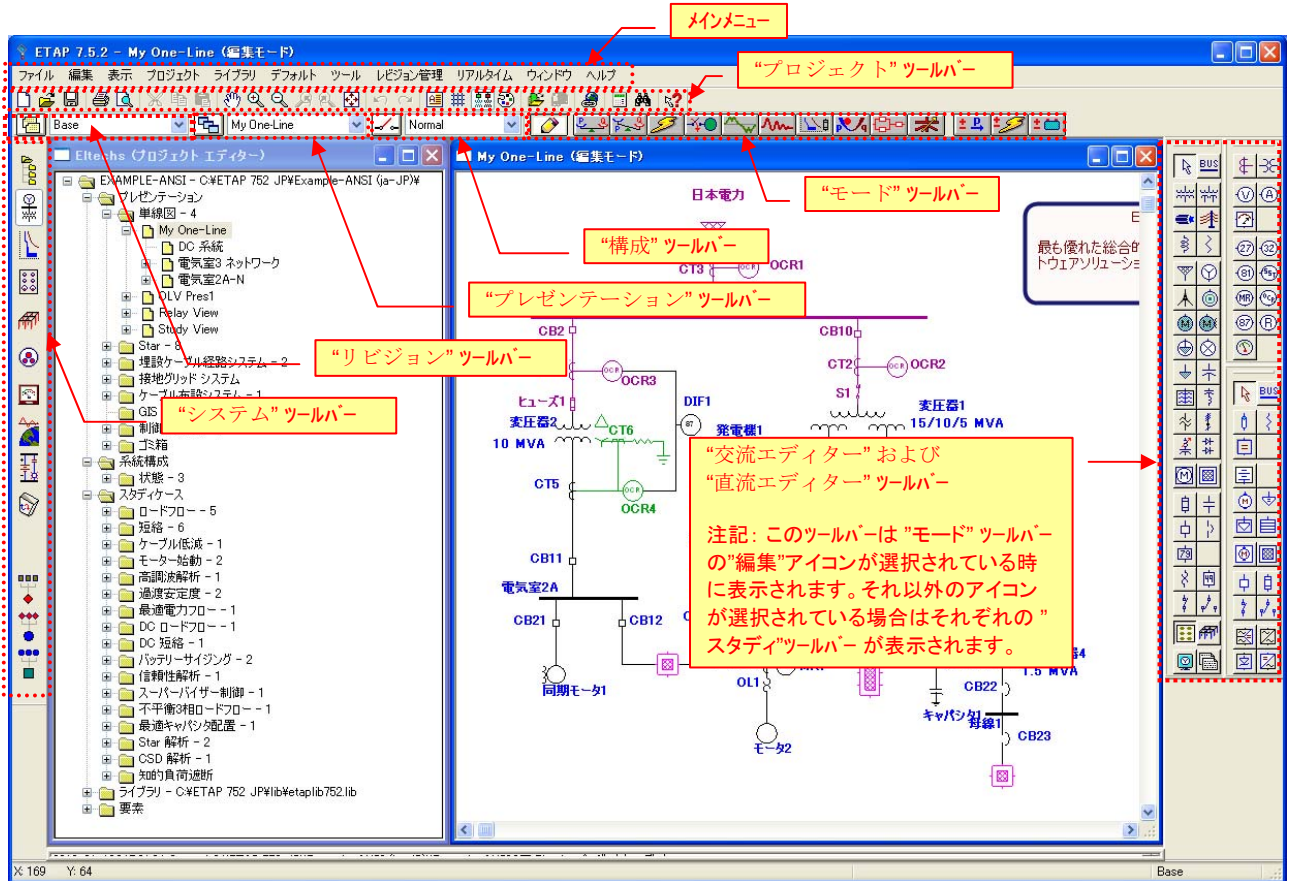 メインメニュー
ETAP 7.5.2 - My One-Line (編集モード)
ファイル 編集 表示 プロジェクト ライブラリ デフォルト ツール レビジョン管理 リアルタイム ウィンドウ ヘルプ
“プロジェクト” ツールバー
Base
My One-Line
Normal
Eltechs (プロジェクト エディター)
EXAMPLE-ANSI - C:¥ETAP 752 JP¥Example-ANSI (ja-JP)¥
プレゼンテーション
単線図 - 4
My One-Line
DC 系統
電気室3 ネットワーク
電気室2A-N
OLV Pres1
Relay View
Study View
Star - 8
埋設ケーブル経路システム - 2
接地グリッド システム
ケーブル布設システム - 1
GIS
制御
ゴミ箱
系統構成
状態 - 3
スタディケース
ロードフロー - 5
短絡 - 6
ケーブル低減 - 1
モーター始動 - 2
高調波解析 - 1
過渡安定度 - 2
最適電力フロー - 1
DC ロードフロー - 1
DC 短絡 - 1
バッテリーサイジング - 2
信頼性解析 - 1
スーパーバイザー制御 - 1
不平衡3相ロードフロー - 1
最適キャパシタ配置 - 1
Star 解析 - 2
CSD 解析 - 1
知的負荷遮断
ライブラリ - C:¥ETAP 752 JP¥lib¥etaplib752.lib
要素
My One-Line (編集モード)
日本電力
“モード” ツールバー
“構成” ツールバー
“プレゼンテーション” ツールバー
“リビジョン” ツールバー
“システム” ツールバー
最も優れた総合的
トウェアソリューショ
CT3
OCR
OCR1
CB2
CB10
OCR
OCR3
CT2
OCR
OCR2
ヒューズ1
S1
DIF1
87
変圧器2
10 MVA
CT6
発電機1
変圧器1
15/10/5 MVA
CT5
OCR
OCR4
CB11
電気室2A
CB21
CB12
同期モータ1
OL1
モータ2
キャパシタ1
母線1
CB22
CB23
1.5 MVA
“交流エディター” および
“直流エディター” ツールバー
注記: このツールバーは ”モード” ツールバー
の”編集”アイコンが選択されている時
に表示されます。それ以外のアイコン
が選択されている場合はそれぞれの ”
スタディ”ツールバー が表示されます。
BUS
BUS
X: 169 Y: 64
Base